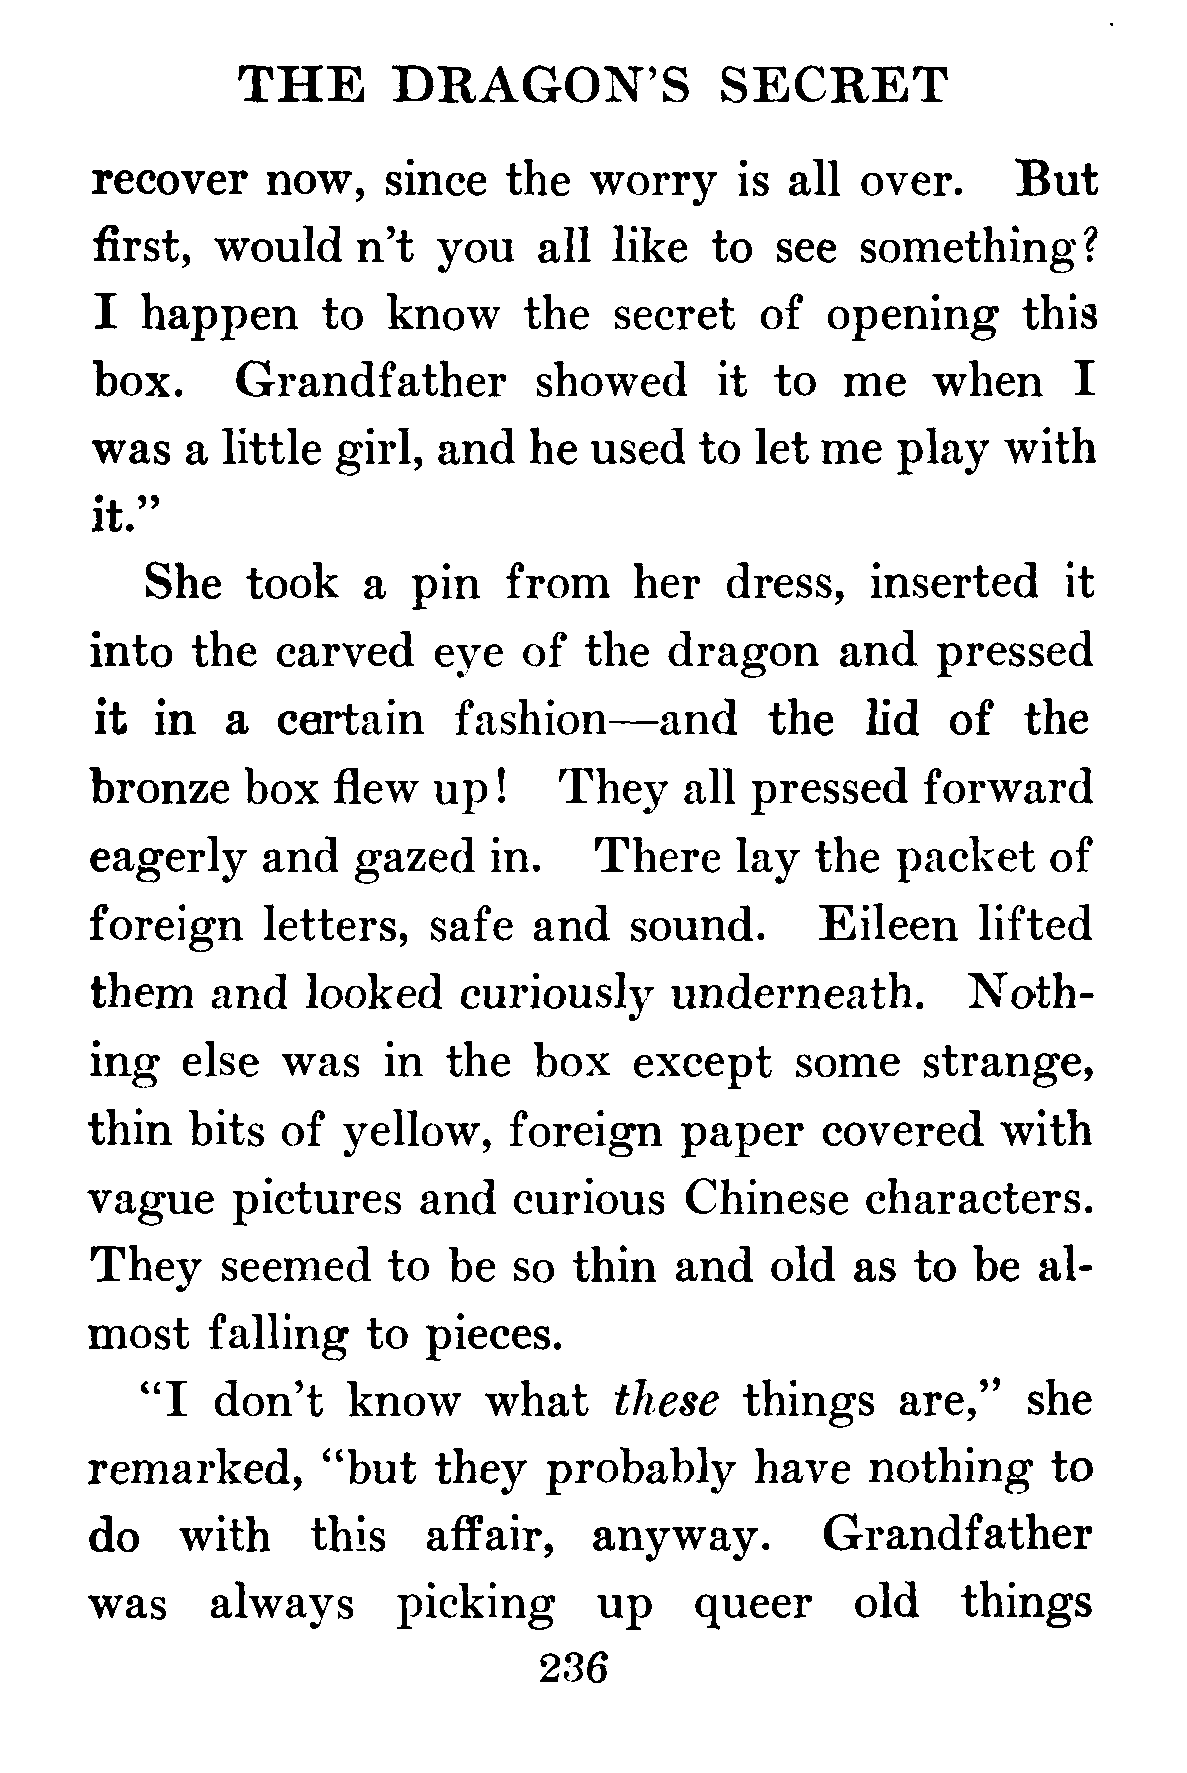 THE DRAGON'S SECRET
recover now, since the worry is all over. But
first, would n't you all like to see something?
I happen to know the secret of opening this
box. Grandfather showed it to me when I
was a little girl, and he used to let me play with
it."
She took a pin from her dress, inserted it
into the carved eye of the dragon and pressed
it in a certain fashion—and the lid of the
bronze box flew up! They all pressed forward
eagerly and gazed in. There lay the packet of
foreign letters, safe and sound. Eileen lifted
them and looked curiously underneath. Noth-
ing else was in the box except some strange,
thin bits of yellow, foreign paper covered with
vague pictures and curious Chinese characters.
They seemed to be so thin and old as to be al-
most falling to pieces.
"I don't know what these things are," she
remarked, "but they probably have nothing to
do with this affair, anyway. Grandfather
was always picking up queer old things
236